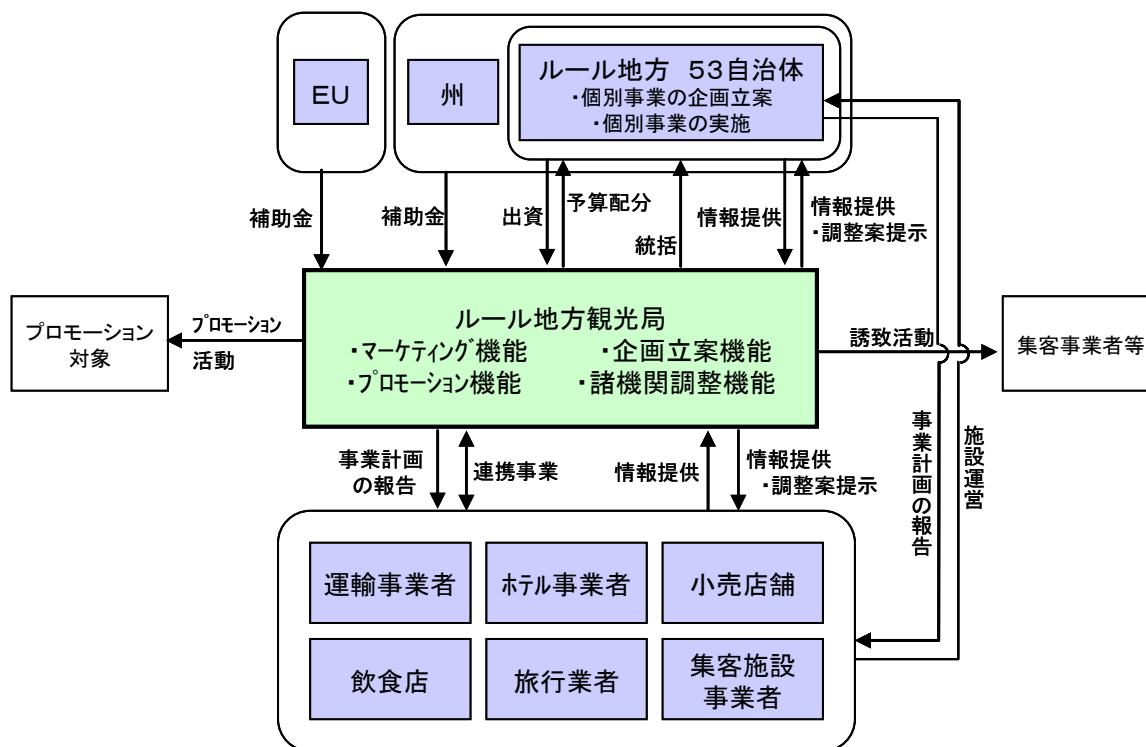 EU
州
ルール地方 53自治体
・個別事業の企画立案
・個別事業の実施
補助金
補助金
出資
予算配分
統括
情報提供
情報提供
・調整案提示
プロモーション
対象
プロモーション
活動
ルール地方観光局
・マーケティング機能 ・企画立案機能
・プロモーション機能 ・諸機関調整機能
誘致活動
集客事業者等
事業計画
の報告
連携事業
情報提供
情報提供
・調整案提示
事業計画の報告
施設運営
運輸事業者
ホテル事業者
小売店舗
飲食店
旅行業者
集客施設
事業者